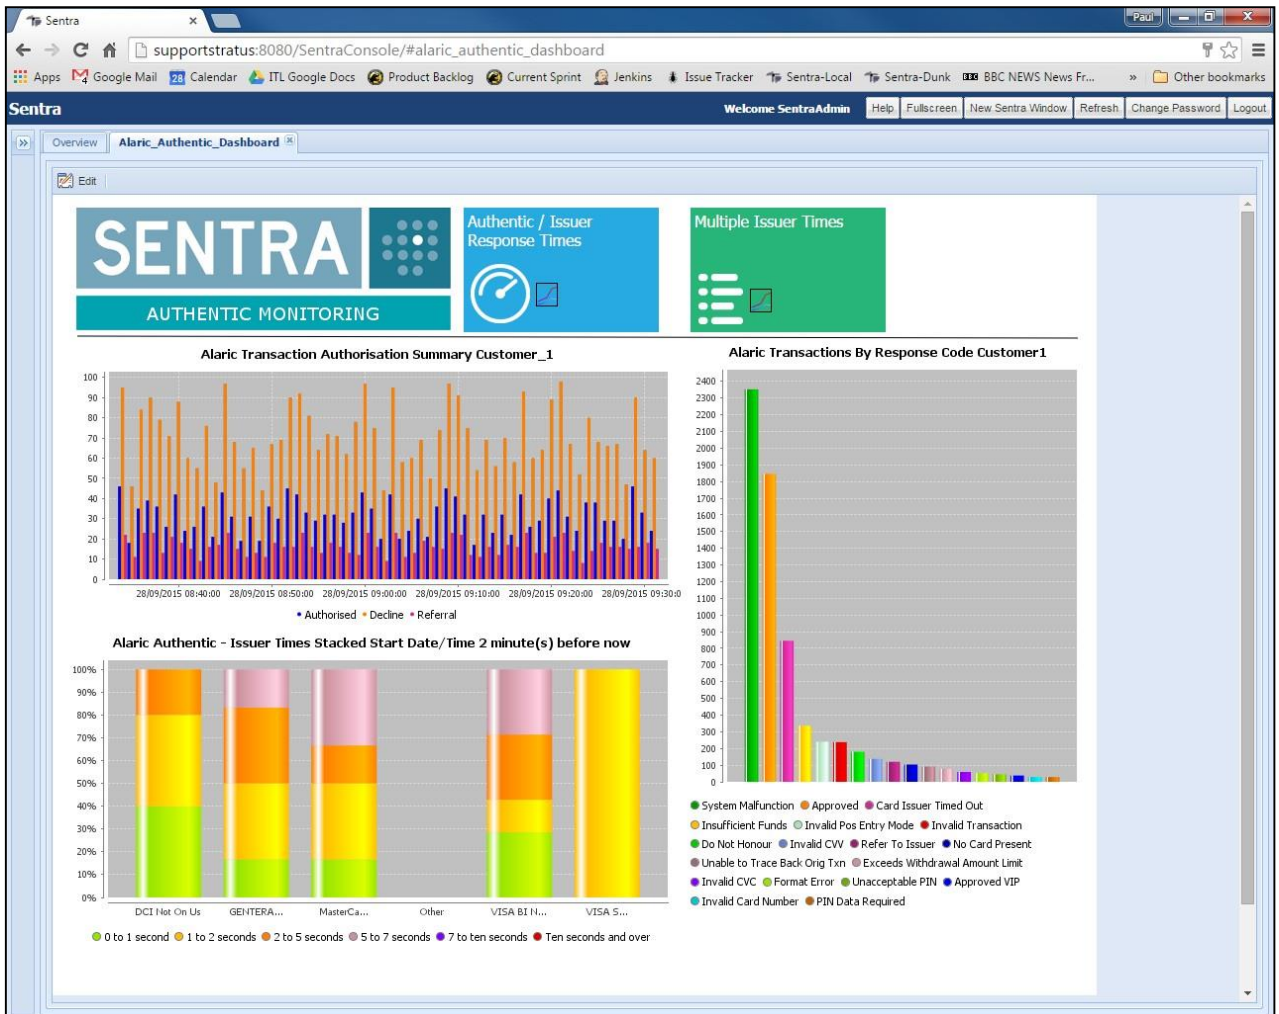 Sentra
Paul
supportstratus:8080/SentraConsole/#alaric_authentic_dashboard
Apps Google Mail 28 Calendar ITL Google Docs Product Backlog Current Sprint Jenkins Issue Tracker Sentra-Local Sentra-Dunk BBC BBC NEWS News Fr... » Other bookmarks
Sentra Welcome SentraAdmin Help Fullscreen New Sentra Window Refresh Change Password Logout
Overview Alaric_Authentic_Dashboard
Edit
SENTRA
AUTHENTIC MONITORING
Authentic / Issuer
Response Times
Multiple Issuer Times
Alaric Transaction Authorisation Summary Customer_1
100
90
80
70
60
50
40
30
20
10
0
28/09/2015 08:40:00 28/09/2015 08:50:00 28/09/2015 09:00:00 28/09/2015 09:10:00 28/09/2015 09:20:00 28/09/2015 09:30:0
Authorised Decline Referral
Alaric Authentic - Issuer Times Stacked Start Date/Time 2 minute(s) before now
100%
90%
80%
70%
60%
50%
40%
30%
20%
10%
0%
DCI Not On Us GENTERA... MasterCa... Other VISA BI N... VISA S...
0 to 1 second 1 to 2 seconds 2 to 5 seconds 5 to 7 seconds 7 to ten seconds Ten seconds and over
Alaric Transactions By Response Code Customer1
2400
2300
2200
2100
2000
1900
1800
1700
1600
1500
1400
1300
1200
1100
1000
900
800
700
600
500
400
300
200
100
0
System Malfunction Approved Card Issuer Timed Out
Insufficient Funds Invalid Pos Entry Mode Invalid Transaction
Do Not Honour Invalid CVV Refer To Issuer No Card Present
Unable to Trace Back Orig Txn Exceeds Withdrawal Amount Limit
Invalid CVC Format Error Unacceptable PIN Approved VIP
Invalid Card Number PIN Data Required